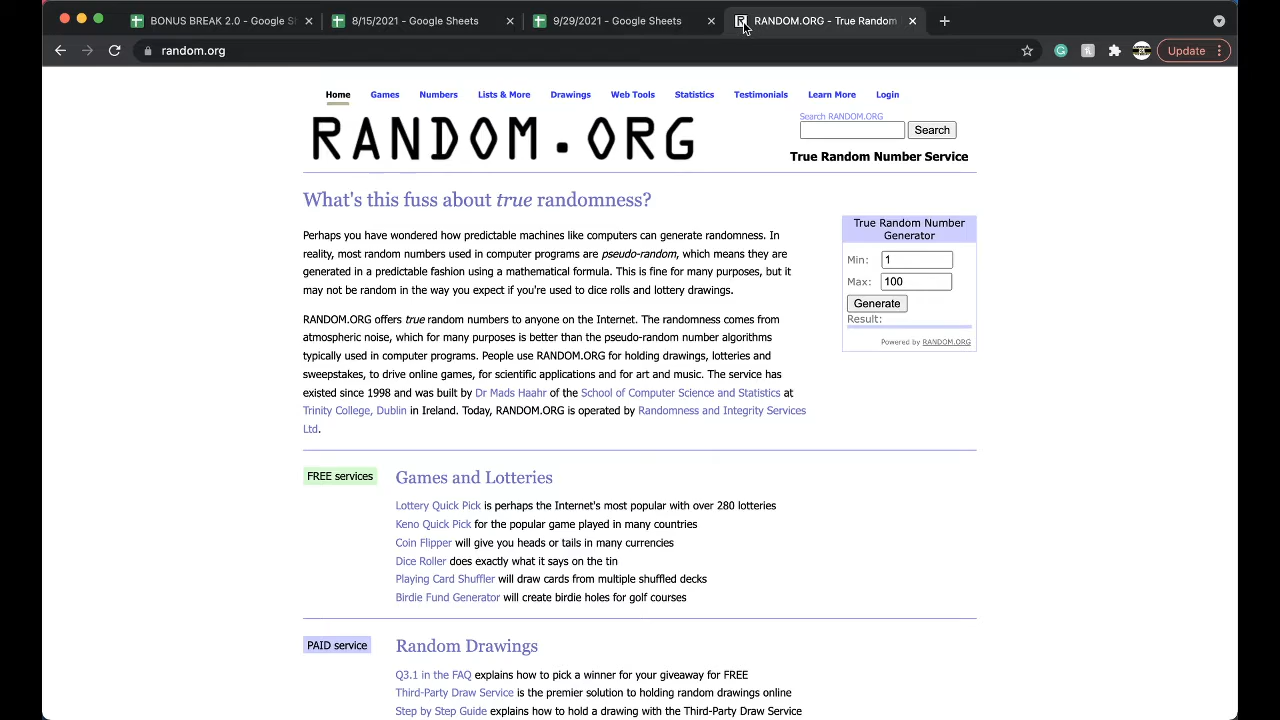 BONUS BREAK 2.0 - Google Sh
8/15/2021 - Google Sheets
9/29/2021 - Google Sheets
RANDOM.ORG - True Random
random.org
Update
Home Games Numbers Lists & More Drawings Web Tools Statistics Testimonials Learn More Login
RANDOM.ORG
Search RANDOM.ORG
Search
True Random Number Service
What's this fuss about true randomness?
Perhaps you have wondered how predictable machines like computers can generate randomness. In
reality, most random numbers used in computer programs are pseudo-random, which means they are
generated in a predictable fashion using a mathematical formula. This is fine for many purposes, but it
may not be random in the way you expect if you're used to dice rolls and lottery drawings.
RANDOM.ORG offers true random numbers to anyone on the Internet. The randomness comes from
atmospheric noise, which for many purposes is better than the pseudo-random number algorithms
typically used in computer programs. People use RANDOM.ORG for holding drawings, lotteries and
sweepstakes, to drive online games, for scientific applications and for art and music. The service has
existed since 1998 and was built by Dr Mads Haahr of the School of Computer Science and Statistics at
Trinity College, Dublin in Ireland. Today, RANDOM.ORG is operated by Randomness and Integrity Services
Ltd.
True Random Number
Generator
Min: 1
Max: 100
Generate
Result:
Powered by RANDOM.ORG
FREE services
Games and Lotteries
Lottery Quick Pick is perhaps the Internet's most popular with over 280 lotteries
Keno Quick Pick for the popular game played in many countries
Coin Flipper will give you heads or tails in many currencies
Dice Roller does exactly what it says on the tin
Playing Card Shuffler will draw cards from multiple shuffled decks
Birdie Fund Generator will create birdie holes for golf courses
PAID service
Random Drawings
Q3.1 in the FAQ explains how to pick a winner for your giveaway for FREE
Third-Party Draw Service is the premier solution to holding random drawings online
Step by Step Guide explains how to hold a drawing with the Third-Party Draw Service